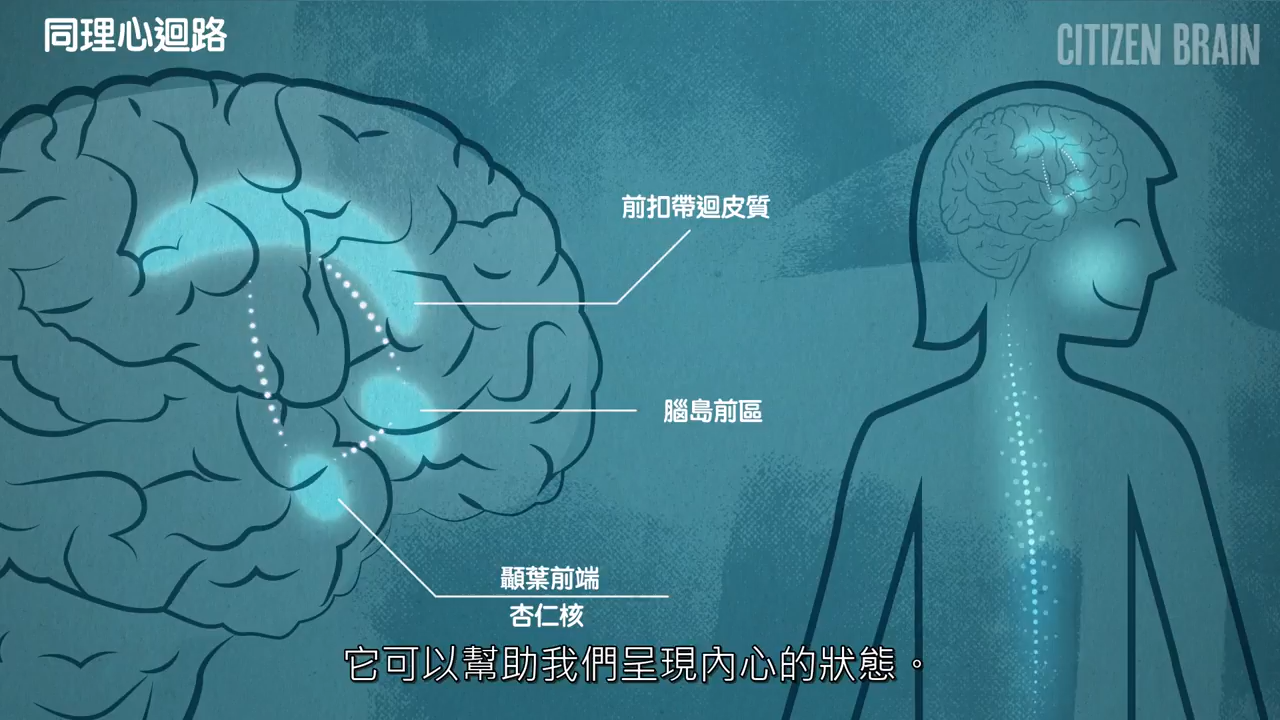 同理心迴路
CITIZEN BRAIN
前扣帶迴皮質
腦島前區
顳葉前端
杏仁核
它可以幫助我們呈現內心的狀態。